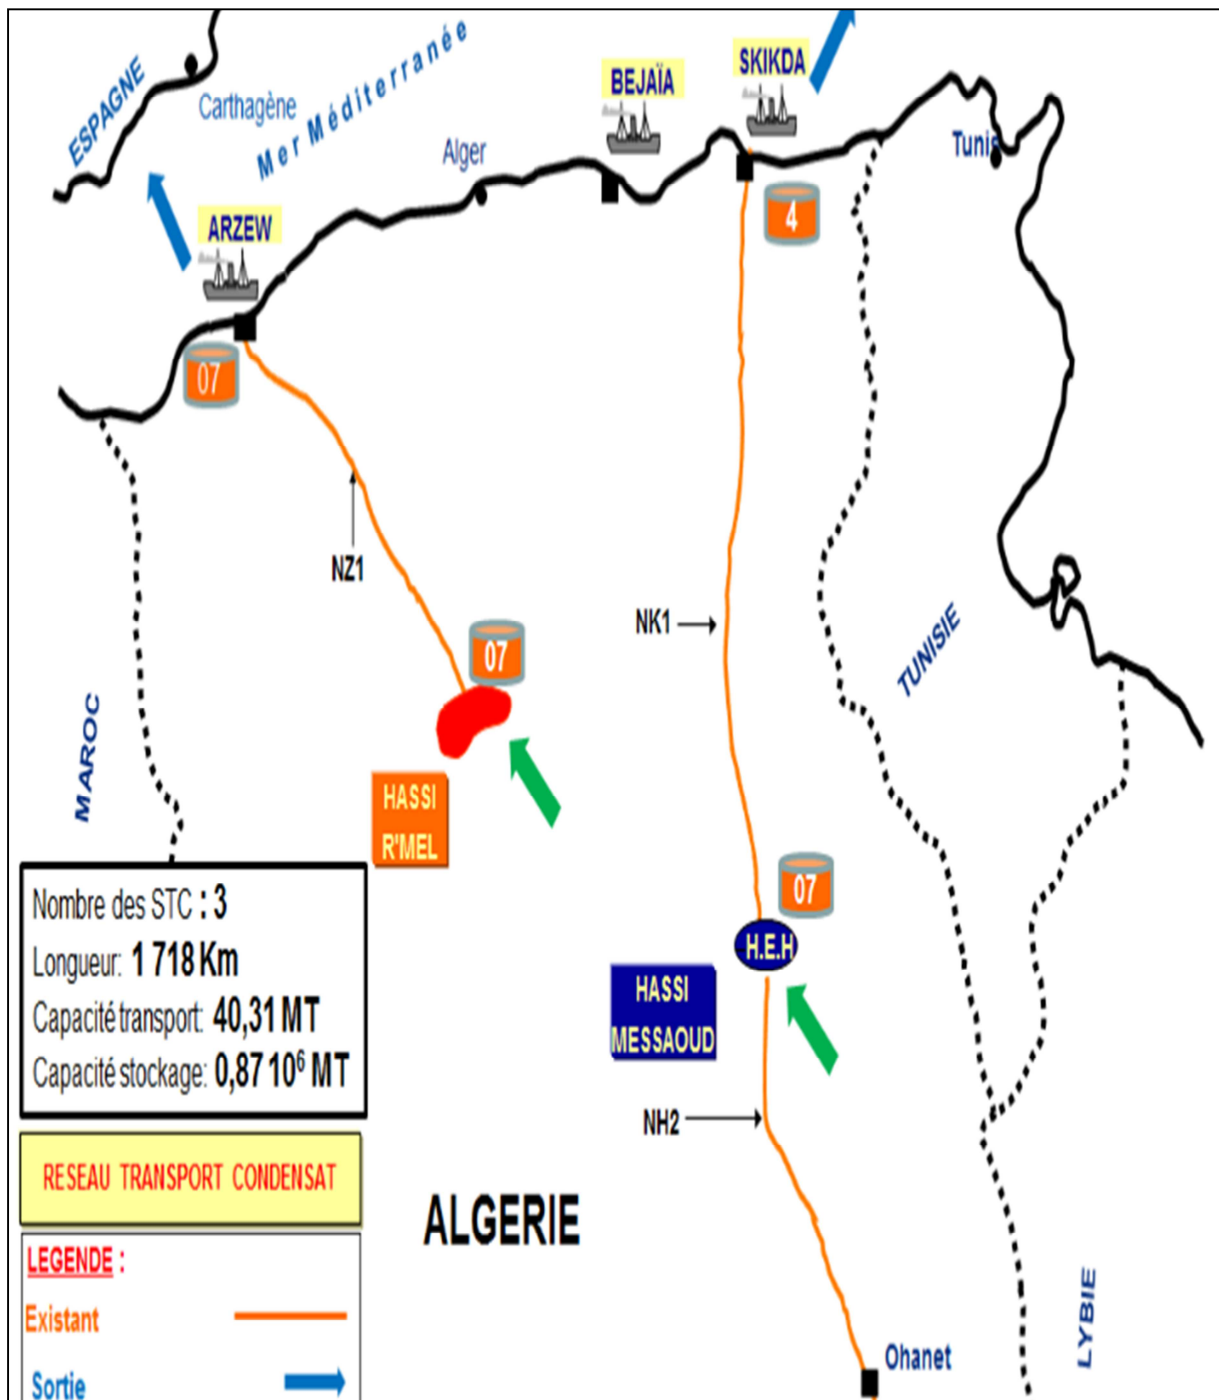 ESPAGNE
Carthagène
Mer Méditerranée
Alger
BEJAÏA
SKIKDA
Tunis
ARZEW
4
07
NZ1
07
NK1
TUNISIE
MAROC
HASSI
R'MEL
07
H.E.H
HASSI
MESSAOUD
NH2
Nombre des STC : 3
Longueur: 1 718 Km
Capacité transport: 40,31 MT
Capacité stockage: 0,87 10⁶ MT
RESEAU TRANSPORT CONDENSAT
ALGERIE
LEGENDE :
Existant
Sortie
Ohanet
LYBIE